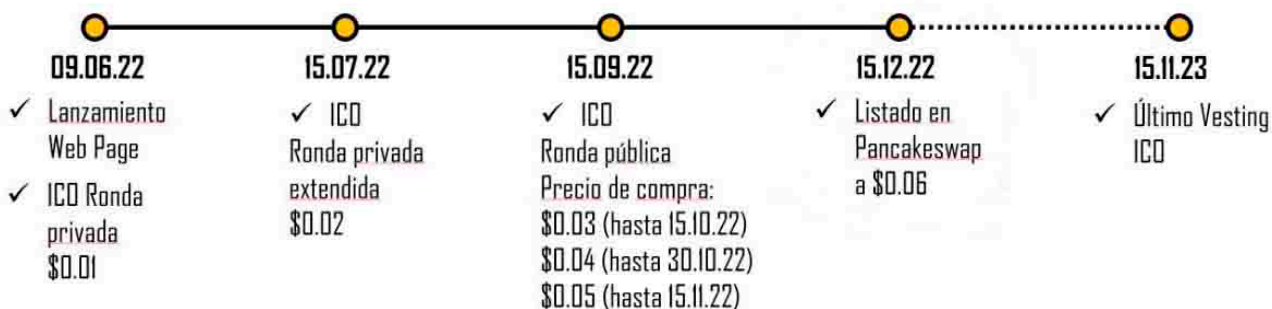 09.06.22
✓ Lanzamiento
Web Page
✓ ICO Ronda
privada
$0.01
15.07.22
✓ ICO
Ronda privada
extendida
$0.02
15.09.22
✓ ICO
Ronda pública
Precio de compra:
$0.03 (hasta 15.10.22)
$0.04 (hasta 30.10.22)
$0.05 (hasta 15.11.22)
15.12.22
✓ Listado en
Pancakeswap
a $0.06
15.11.23
✓ Último Vesting
ICO